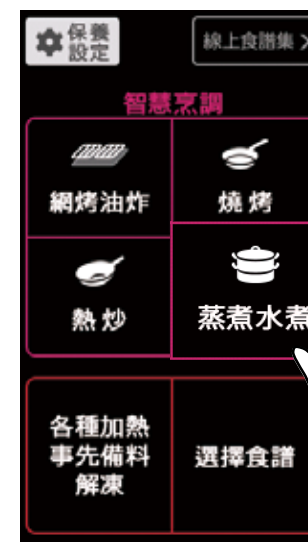 保養
設定
線上食譜集
智慧烹調
網烤油炸
燒烤
熱炒
蒸煮水煮
各種加熱
事先備料
解凍
選擇食譜